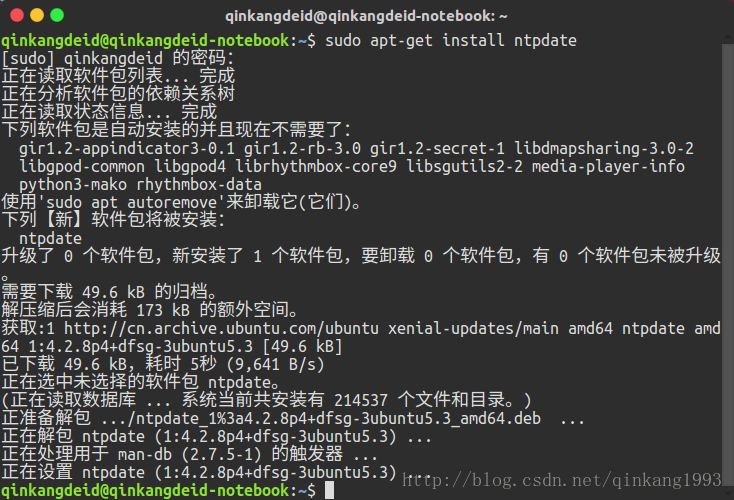 qinkangdeid@qinkangdeid-notebook: ~
qinkangdeid@qinkangdeid-notebook:~$ sudo apt-get install ntpdate
[sudo] qinkangdeid 的密码：
正在读取软件包列表... 完成
正在分析软件包的依赖关系树
正在读取状态信息... 完成
下列软件包是自动安装的并且现在不需要了：
  gir1.2-appindicator3-0.1 gir1.2-rb-3.0 gir1.2-secret-1 libdmapsharing-3.0-2
  libgpod-common libgpod4 librhythmbox-core9 libsgutils2-2 media-player-info
  python3-mako rhythmbox-data
使用'sudo apt autoremove'来卸载它(它们)。
下列【新】软件包将被安装：
  ntpdate
升级了 0 个软件包，新安装了 1 个软件包，要卸载 0 个软件包，有 0 个软件包未被升级
。
需要下载 49.6 kB 的归档。
解压缩后会消耗 173 kB 的额外空间。
获取:1 http://cn.archive.ubuntu.com/ubuntu xenial-updates/main amd64 ntpdate amd
64 1:4.2.8p4+dfsg-3ubuntu5.3 [49.6 kB]
已下载 49.6 kB，耗时 5秒 (9,641 B/s)
正在选中未选择的软件包 ntpdate。
(正在读取数据库 ... 系统当前共安装有 214537 个文件和目录。)
正准备解包 .../ntpdate_1%3a4.2.8p4+dfsg-3ubuntu5.3_amd64.deb  ...
正在解包 ntpdate (1:4.2.8p4+dfsg-3ubuntu5.3) ...
正在处理用于 man-db (2.7.5-1) 的触发器 ...
正在设置 ntpdate (1:4.2.8p4+dfsg-3ubuntu5.3) ...
http://blog.csdn.net/qinkang1993
qinkangdeid@qinkangdeid-notebook:~$